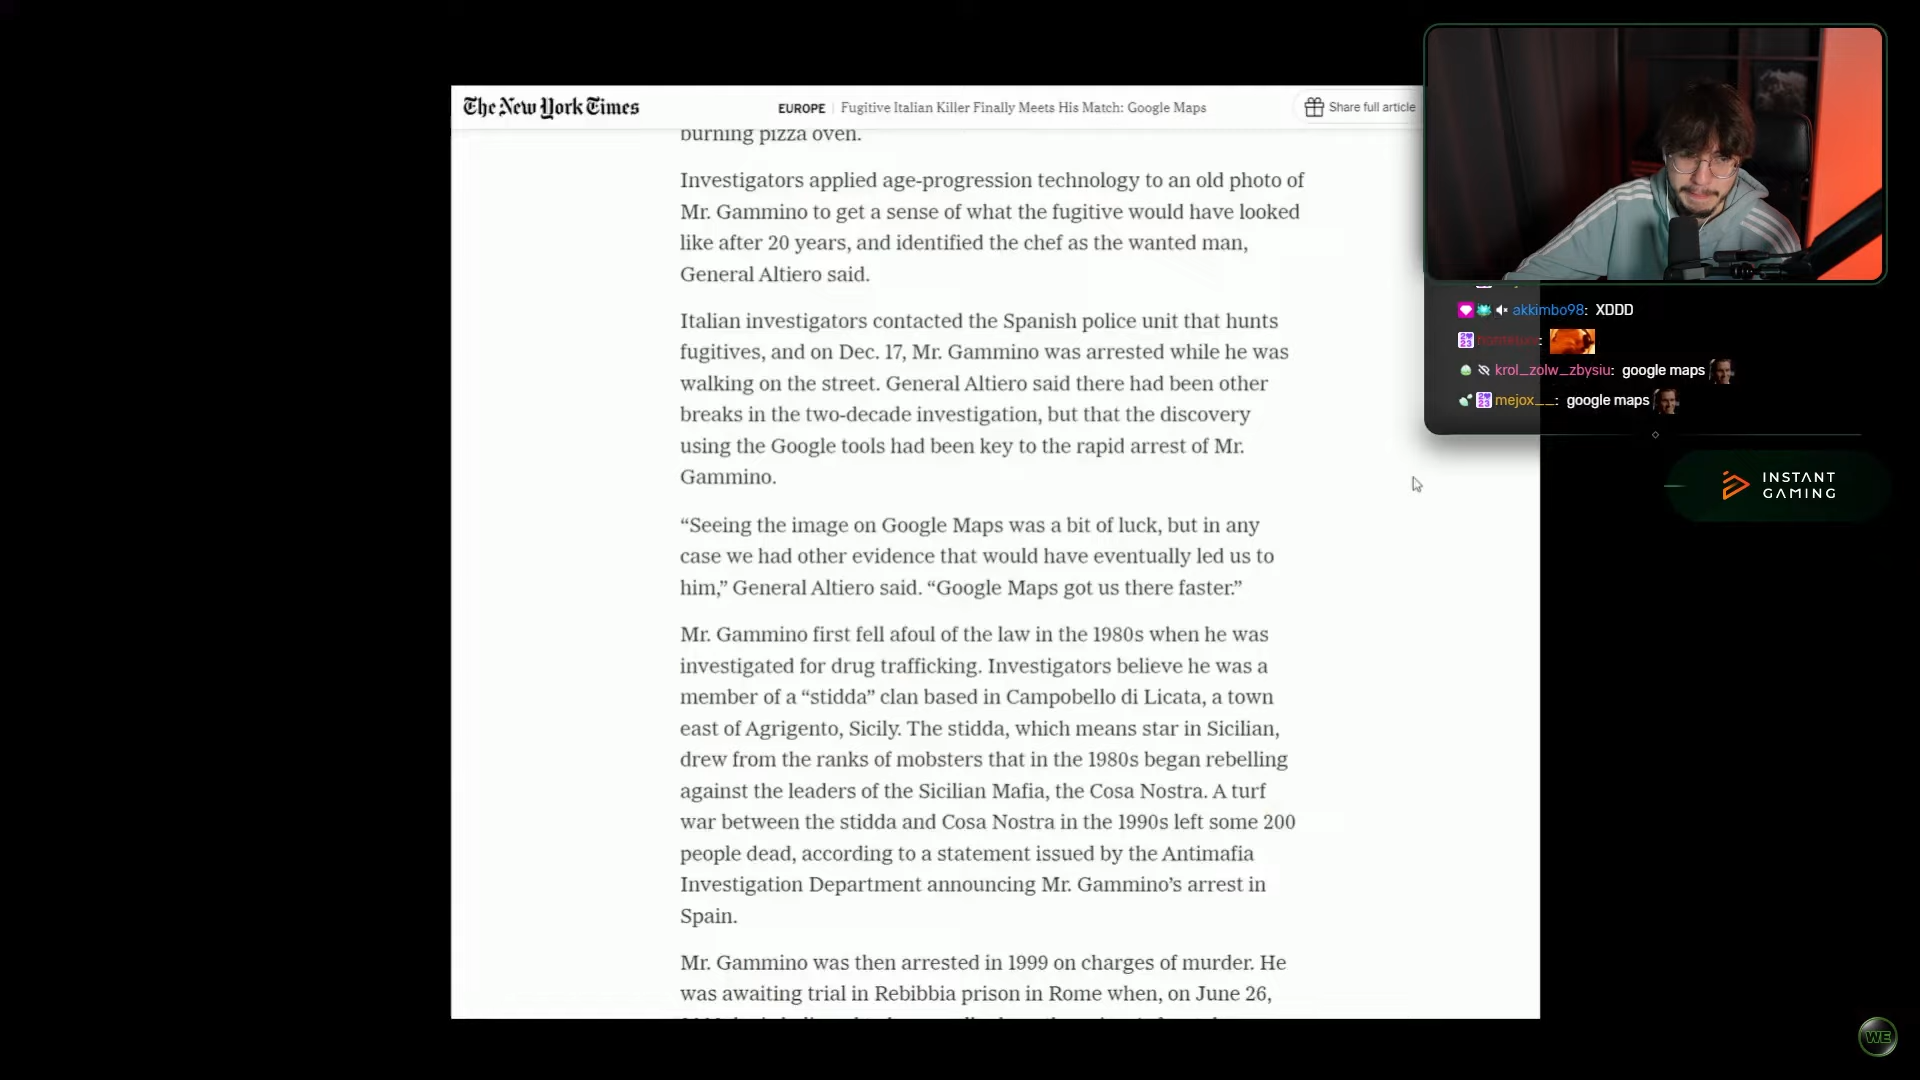 The New York Times
EUROPE | Fugitive Italian Killer Finally Meets His Match: Google Maps
Share full article
burning pizza oven.
Investigators applied age-progression technology to an old photo of
Mr. Gammino to get a sense of what the fugitive would have looked
like after 20 years, and identified the chef as the wanted man,
General Altiero said.
Italian investigators contacted the Spanish police unit that hunts
fugitives, and on Dec. 17, Mr. Gammino was arrested while he was
walking on the street. General Altiero said there had been other
breaks in the two-decade investigation, but that the discovery
using the Google tools had been key to the rapid arrest of Mr.
Gammino.
“Seeing the image on Google Maps was a bit of luck, but in any
case we had other evidence that would have eventually led us to
him,” General Altiero said. “Google Maps got us there faster.”
Mr. Gammino first fell afoul of the law in the 1980s when he was
investigated for drug trafficking. Investigators believe he was a
member of a “stidda” clan based in Campobello di Licata, a town
east of Agrigento, Sicily. The stidda, which means star in Sicilian,
drew from the ranks of mobsters that in the 1980s began rebelling
against the leaders of the Sicilian Mafia, the Cosa Nostra. A turf
war between the stidda and Cosa Nostra in the 1990s left some 200
people dead, according to a statement issued by the Antimafia
Investigation Department announcing Mr. Gammino’s arrest in
Spain.
Mr. Gammino was then arrested in 1999 on charges of murder. He
was awaiting trial in Rebibbia prison in Rome when, on June 26,
akkimbo98: XDDD
krol_zolw_zbysiu: google maps
mejox__: google maps
INSTANT
GAMING
WE